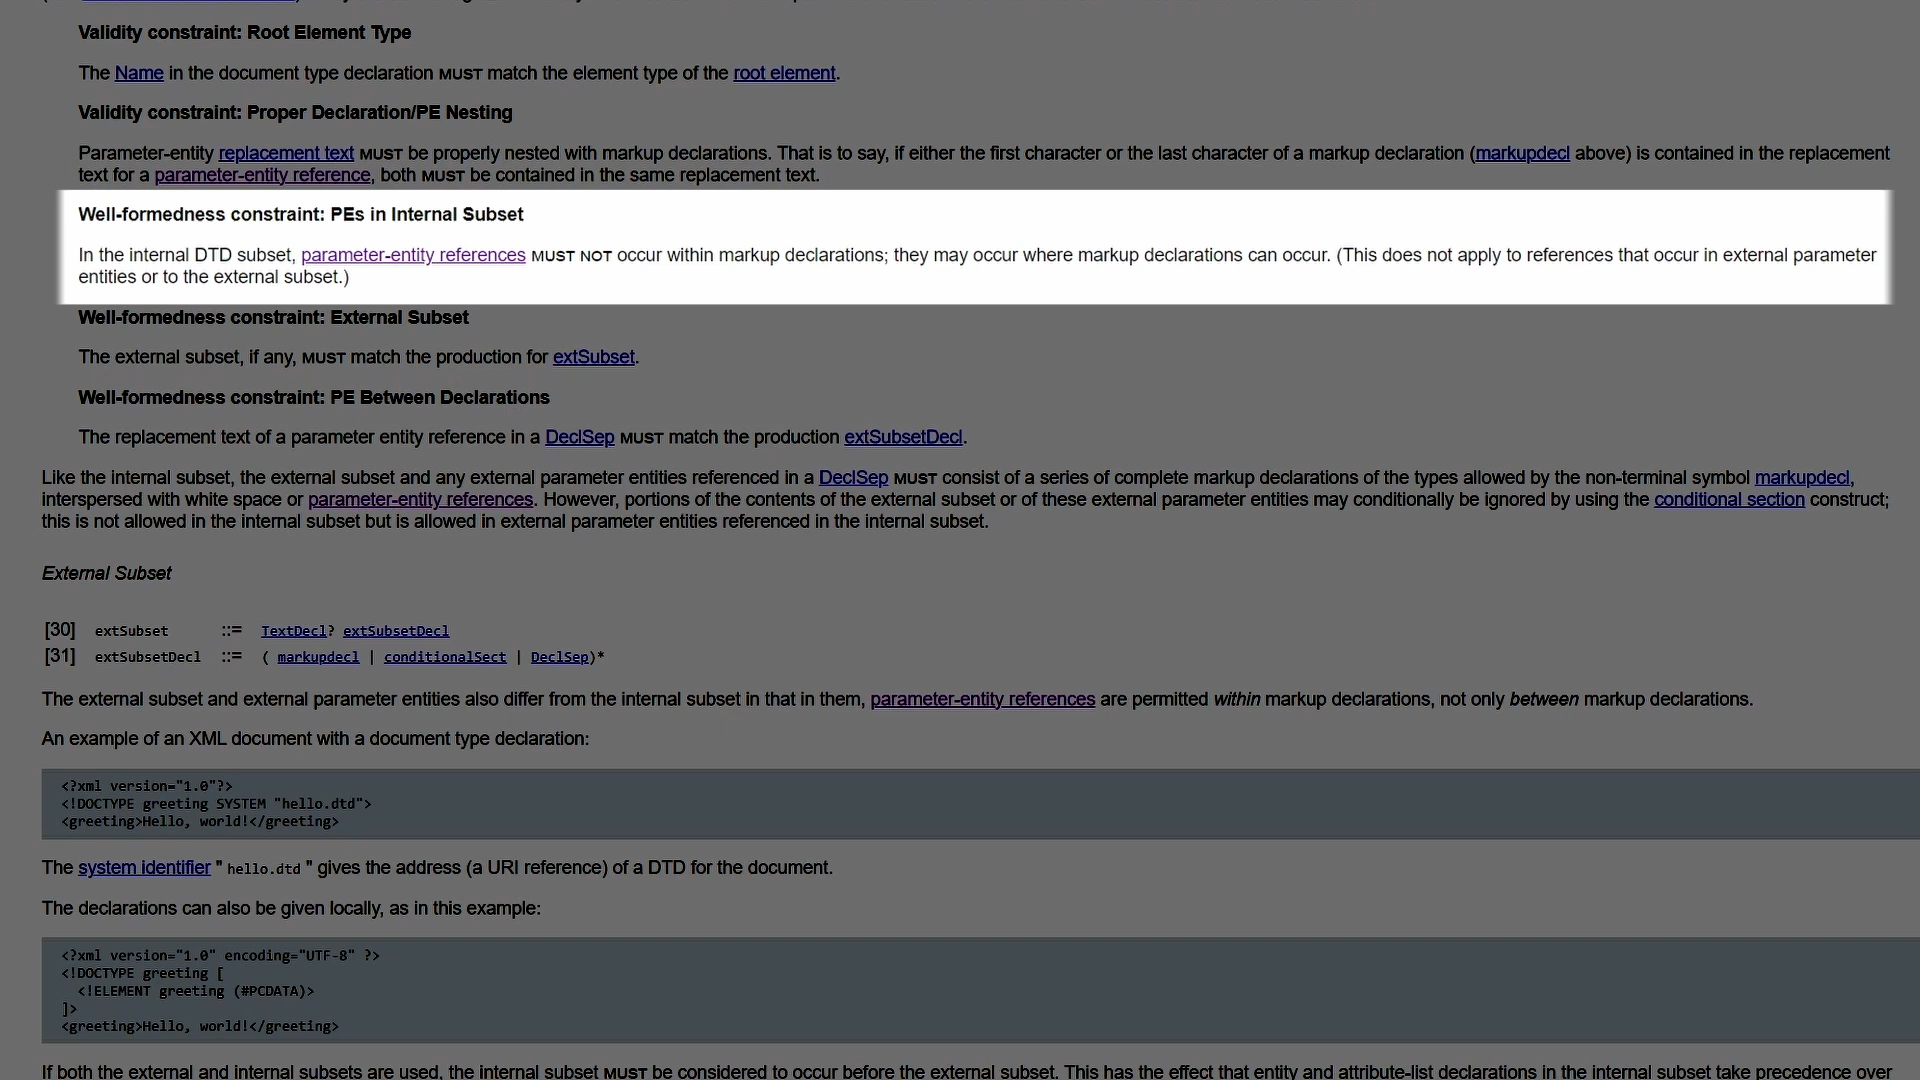 Validity constraint: Root Element Type
The Name in the document type declaration MUST match the element type of the root element.
Validity constraint: Proper Declaration/PE Nesting
Parameter-entity replacement text MUST be properly nested with markup declarations. That is to say, if either the first character or the last character of a markup declaration (markupdecl above) is contained in the replacement
text for a parameter-entity reference, both MUST be contained in the same replacement text.
Well-formedness constraint: PEs in Internal Subset
In the internal DTD subset, parameter-entity references MUST NOT occur within markup declarations; they may occur where markup declarations can occur. (This does not apply to references that occur in external parameter
entities or to the external subset.)
Well-formedness constraint: External Subset
The external subset, if any, MUST match the production for extSubset.
Well-formedness constraint: PE Between Declarations
The replacement text of a parameter entity reference in a DeclSep MUST match the production extSubsetDecl.
Like the internal subset, the external subset and any external parameter entities referenced in a DeclSep MUST consist of a series of complete markup declarations of the types allowed by the non-terminal symbol markupdecl,
interspersed with white space or parameter-entity references. However, portions of the contents of the external subset or of these external parameter entities may conditionally be ignored by using the conditional section construct;
this is not allowed in the internal subset but is allowed in external parameter entities referenced in the internal subset.
External Subset
[30] extSubset ::= TextDecl? extSubsetDecl
[31] extSubsetDecl ::= ( markupdecl | conditionalSect | DeclSep)*
The external subset and external parameter entities also differ from the internal subset in that in them, parameter-entity references are permitted within markup declarations, not only between markup declarations.
An example of an XML document with a document type declaration:
<?xml version="1.0"?>
<!DOCTYPE greeting SYSTEM "hello.dtd">
<greeting>Hello, world!</greeting>
The system identifier " hello.dtd " gives the address (a URI reference) of a DTD for the document.
The declarations can also be given locally, as in this example:
<?xml version="1.0" encoding="UTF-8" ?>
<!DOCTYPE greeting [
<!ELEMENT greeting (#PCDATA)>
]>
<greeting>Hello, world!</greeting>
If both the external and internal subsets are used, the internal subset MUST be considered to occur before the external subset. This has the effect that entity and attribute-list declarations in the internal subset take precedence over